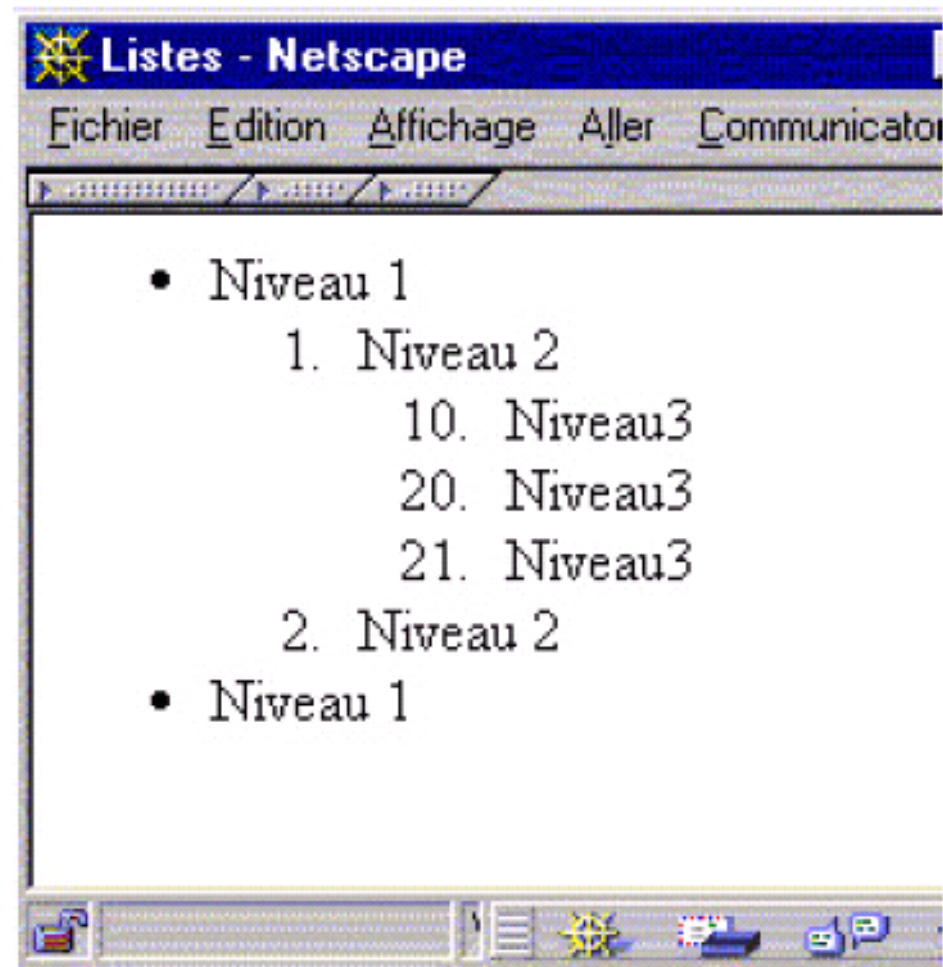 Listes - Netscape
Fichier Edition Affichage Aller Communicator
• Niveau 1
1. Niveau 2
10. Niveau3
20. Niveau3
21. Niveau3
2. Niveau 2
• Niveau 1